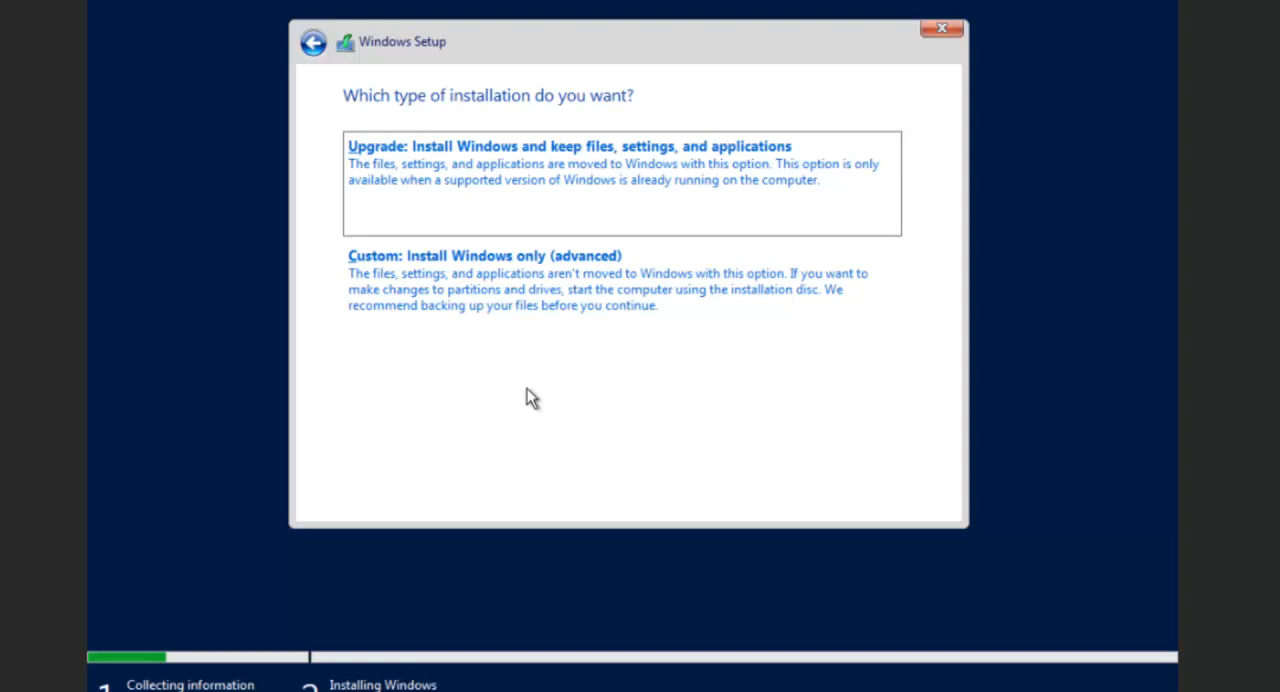 Windows Setup
Which type of installation do you want?
Upgrade: Install Windows and keep files, settings, and applications
The files, settings, and applications are moved to Windows with this option. This option is only
available when a supported version of Windows is already running on the computer.
Custom: Install Windows only (advanced)
The files, settings, and applications aren't moved to Windows with this option. If you want to
make changes to partitions and drives, start the computer using the installation disc. We
recommend backing up your files before you continue.
1 Collecting information
2 Installing Windows